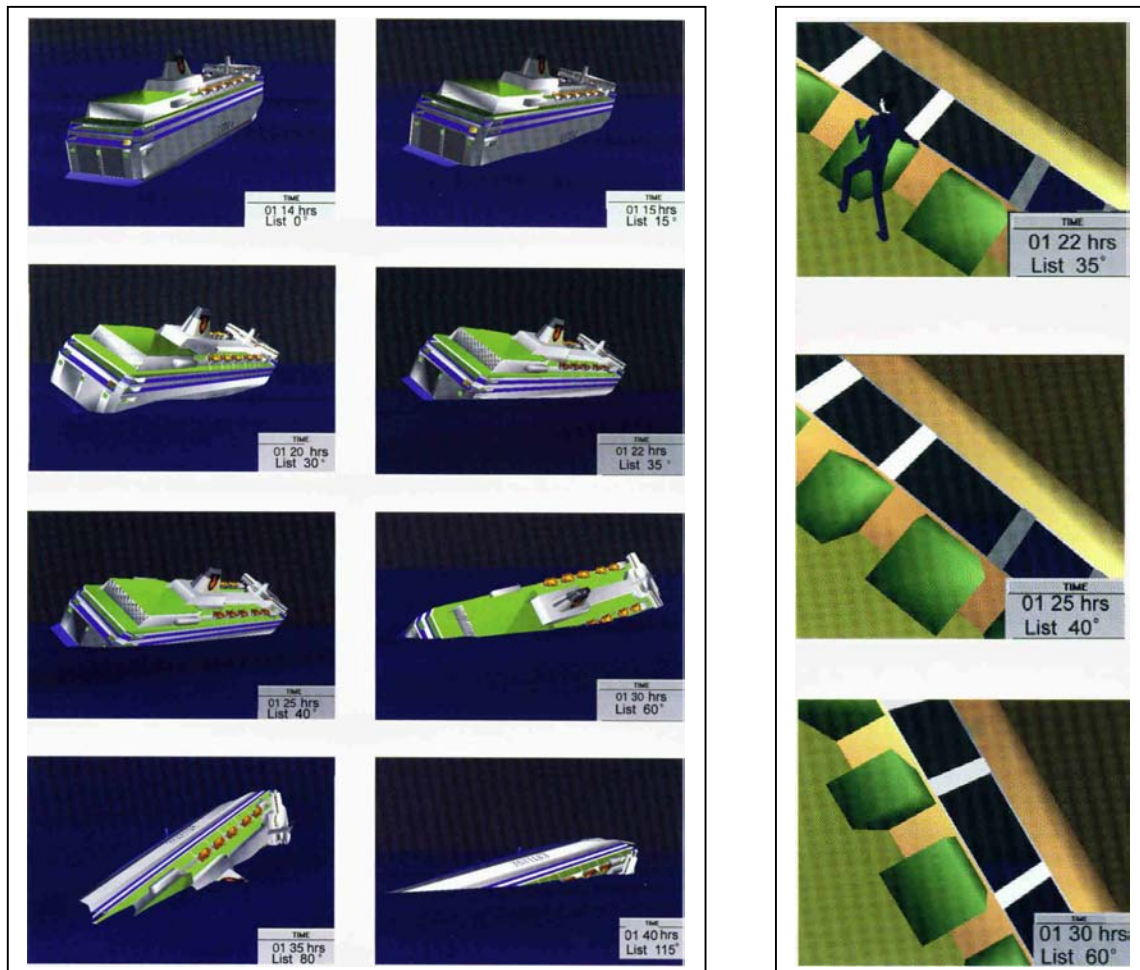 TIME
01 14 hrs
List 0°
TIME
01 15 hrs
List 15°
TIME
01 20 hrs
List 30°
TIME
01 22 hrs
List 35°
TIME
01 25 hrs
List 40°
TIME
01 30 hrs
List 60°
TIME
01 35 hrs
List 80°
TIME
01 40 hrs
List 115°
TIME
01 22 hrs
List 35°
TIME
01 25 hrs
List 40°
TIME
01 30 hrs
List 60°